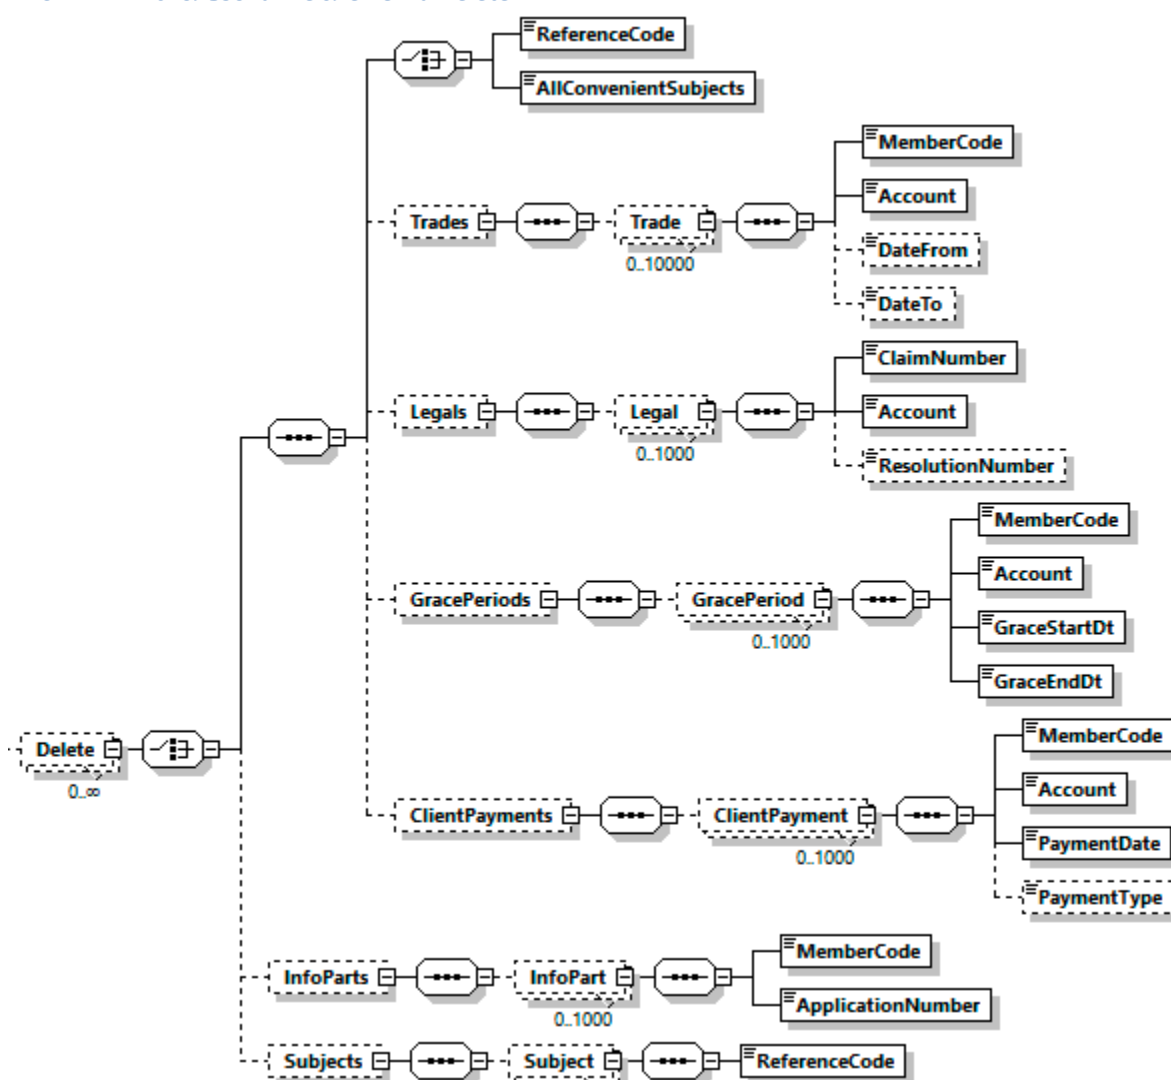 ReferenceCode
AllConvenientSubjects
MemberCode
Account
Trades
Trade
DateFrom
0..10000
DateTo
ClaimNumber
Legals
Legal
Account
0..1000
ResolutionNumber
MemberCode
Account
GracePeriods
GracePeriod
GraceStartDt
0..1000
GraceEndDt
MemberCode
Delete
0..∞
Account
ClientPayments
ClientPayment
PaymentDate
0..1000
PaymentType
MemberCode
InfoParts
InfoPart
ApplicationNumber
0..1000
Subjects
Subject
ReferenceCode